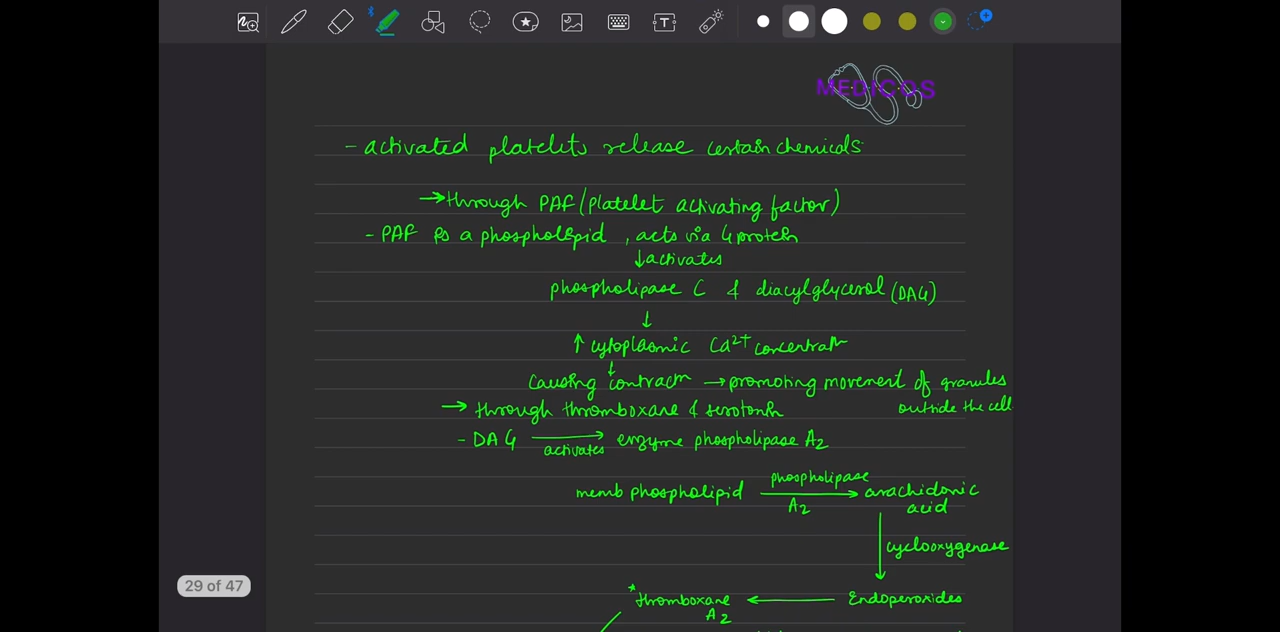 MEDICOS
- activated platelets release certain chemicals
→ through PAF (Platelet activating factor)
- PAF is a phospholipid, acts via G protein
↓ activates
phospholipase C & diacylglycerol (DAG)
↓
↑ cytoplasmic Ca2+ concentratn
↓
causing contractn → promoting movement of granules
outside the cell
→ through thromboxane & serotonin
- DAG → enzyme phospholipase A2
activates
phospholipase
memb phospholipid → arachidonic
A2 acid
↓ cyclooxygenase
*thromboxane ← Endoperoxides
A2
29 of 47